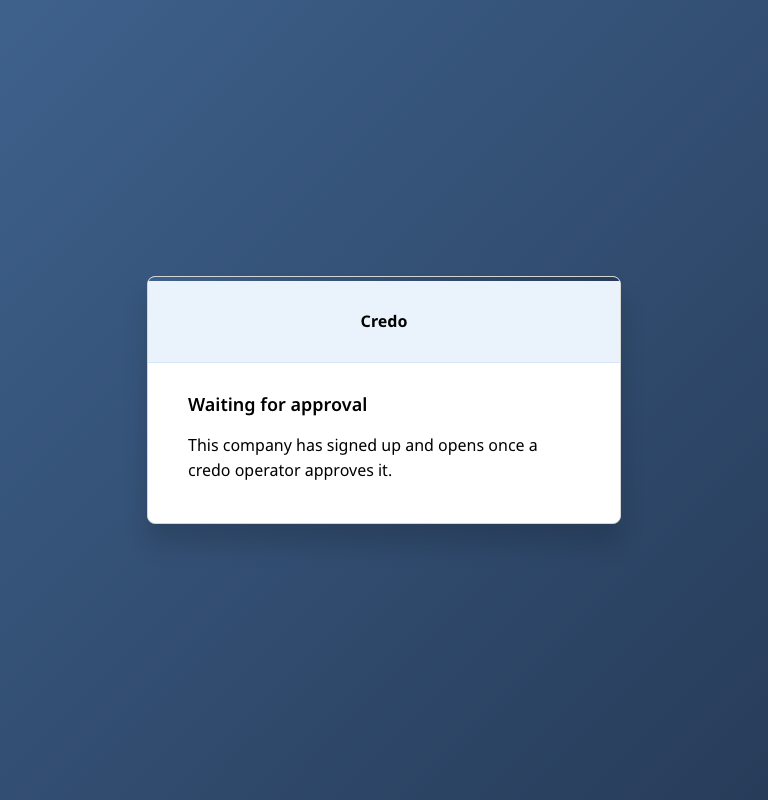 Credo
Waiting for approval
This company has signed up and opens once a
credo operator approves it.